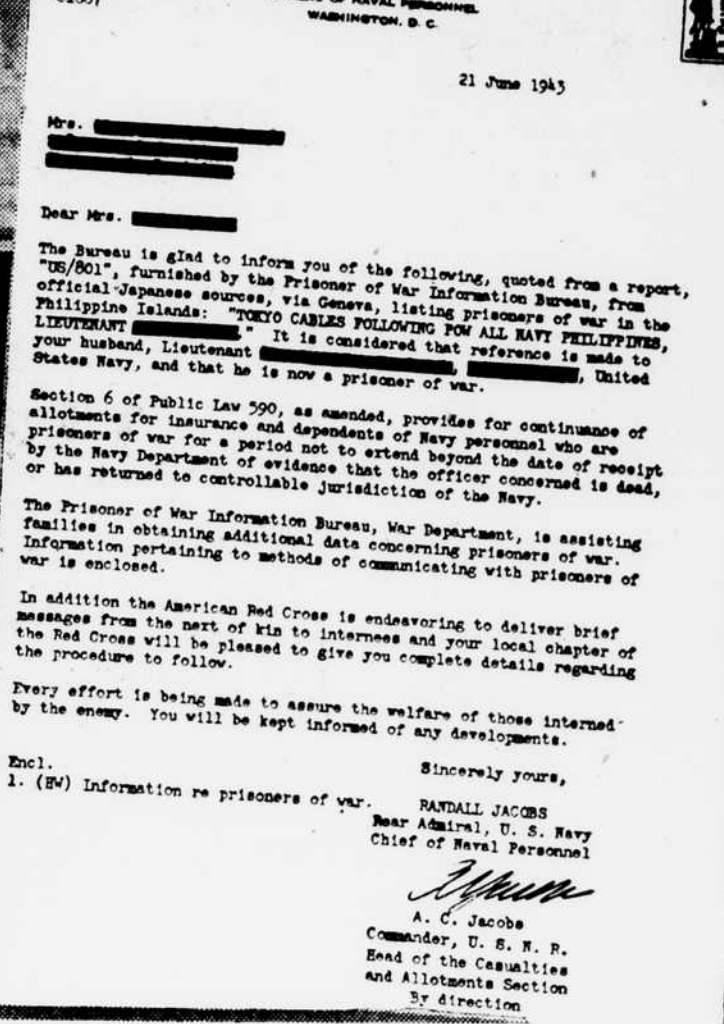 NAVAL PERSONNEL
WASHINGTON, D. C.
21 June 1943
Mrs.
Dear Mrs.
The Bureau is glad to inform you of the following, quoted from a report,
"US/801", furnished by the Prisoner of War Information Bureau, from
official Japanese sources, via Geneva, listing prisoners of war in the
Philippine Islands: "TOKYO CABLES FOLLOWING POW ALL NAVY PHILIPPINES,
LIEUTENANT ." It is considered that reference is made to
your husband, Lieutenant , , United
States Navy, and that he is now a prisoner of war.
Section 6 of Public Law 590, as amended, provides for continuance of
allotments for insurance and dependents of Navy personnel who are
prisoners of war for a period not to extend beyond the date of receipt
by the Navy Department of evidence that the officer concerned is dead,
or has returned to controllable jurisdiction of the Navy.
The Prisoner of War Information Bureau, War Department, is assisting
families in obtaining additional data concerning prisoners of war.
Information pertaining to methods of communicating with prisoners of
war is enclosed.
In addition the American Red Cross is endeavoring to deliver brief
messages from the next of kin to internees and your local chapter of
the Red Cross will be pleased to give you complete details regarding
the procedure to follow.
Every effort is being made to assure the welfare of those interned
by the enemy. You will be kept informed of any developments.
Encl.
1. (HW) Information re prisoners of war.
Sincerely yours,
RANDALL JACOBS
Rear Admiral, U. S. Navy
Chief of Naval Personnel
A. C. Jacobs
Commander, U. S. N. R.
Head of the Casualties
and Allotments Section
By direction